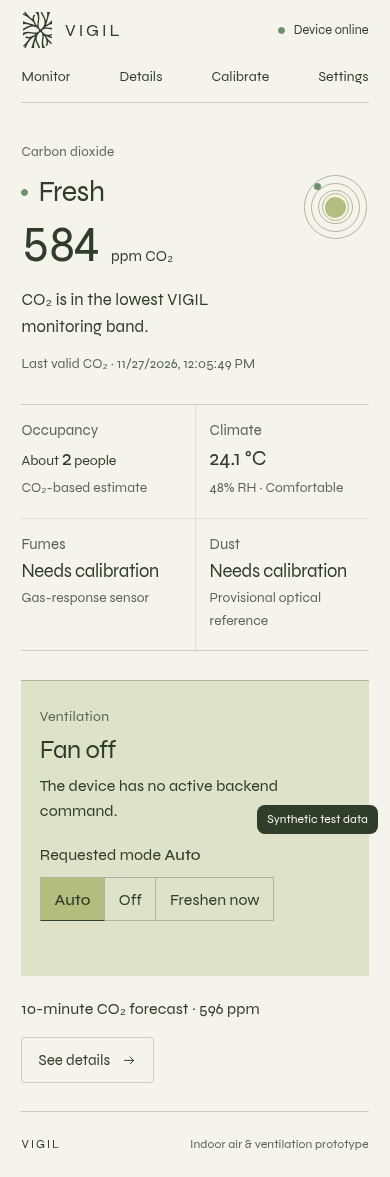 VIGIL
Device online
Monitor Details Calibrate Settings
Carbon dioxide
Fresh
584 ppm CO₂
CO₂ is in the lowest VIGIL
monitoring band.
Last valid CO₂ · 11/27/2026, 12:05:49 PM
Occupancy
About 2 people
CO₂-based estimate
Climate
24.1 °C
48% RH · Comfortable
Fumes
Needs calibration
Gas-response sensor
Dust
Needs calibration
Provisional optical
reference
Ventilation
Fan off
The device has no active backend
command.
Synthetic test data
Requested mode Auto
Auto Off Freshen now
10-minute CO₂ forecast · 596 ppm
See details →
VIGIL
Indoor air & ventilation prototype